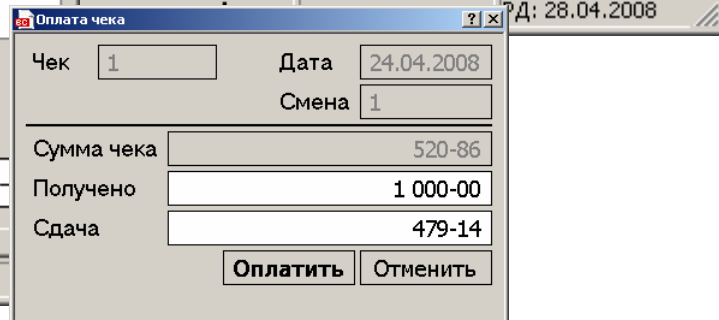 РД: 28.04.2008
Оплата чека
Чек 1 Дата 24.04.2008
Смена 1
Сумма чека 520-86
Получено 1 000-00
Сдача 479-14
Оплатить Отменить